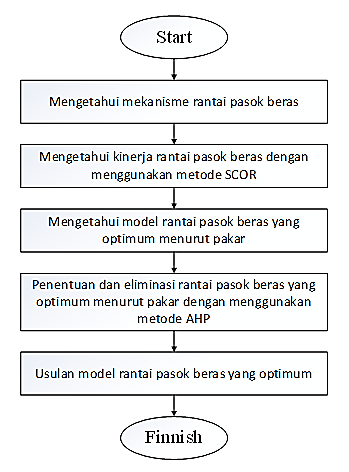 Start
Mengetahui mekanisme rantai pasok beras
Mengetahui kinerja rantai pasok beras dengan
menggunakan metode SCOR
Mengetahui model rantai pasok beras yang
optimum menurut pakar
Penentuan dan eliminasi rantai pasok beras yang
optimum menurut pakar dengan menggunakan
metode AHP
Usulan model rantai pasok beras yang optimum
Finnish